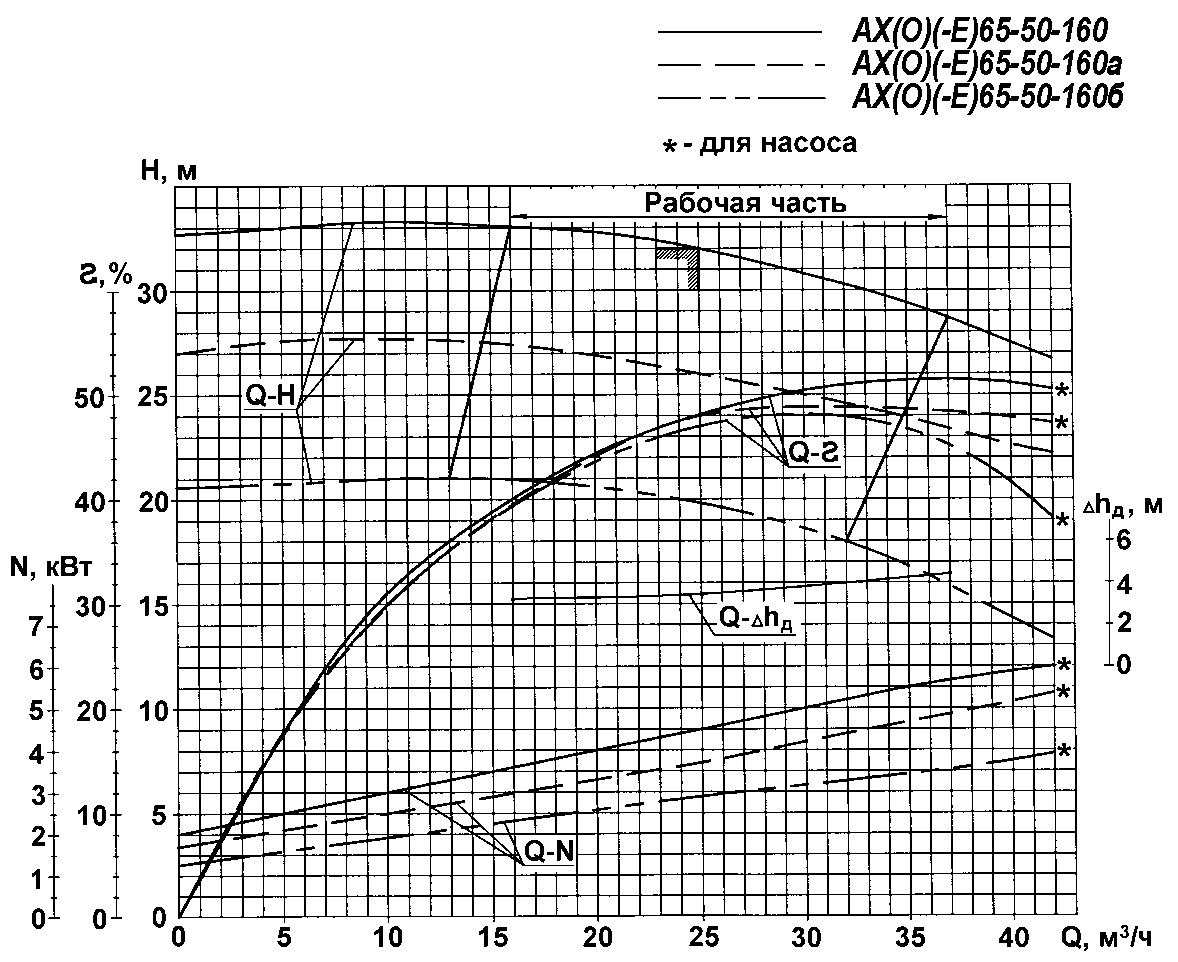 АХ(О)(-Е)65-50-160
АХ(О)(-Е)65-50-160а
АХ(О)(-Е)65-50-160б
* - для насоса
Н, м
Рабочая часть
30
25
20
15
10
5
0
Ƨ,%
50
40
30
20
10
0
N, кВт
7
6
5
4
3
2
1
0
Q-H
Q-Ƨ
Q-∆hд
Q-N
∆hд, м
6
4
2
0
*
*
*
*
*
*
0 5 10 15 20 25 30 35 40 Q, м³/ч